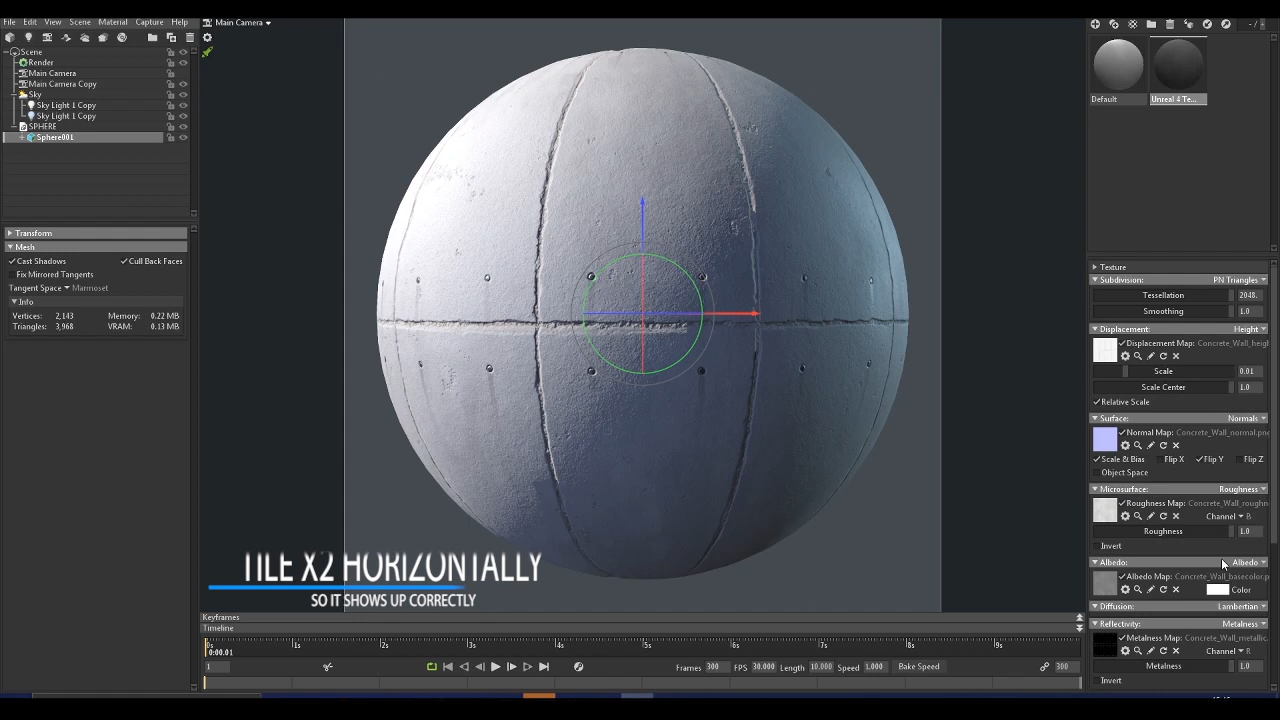 File Edit View Scene Material Capture Help
Main Camera
Scene
Render
Main Camera
Main Camera Copy
Sky
Sky Light 1 Copy
Sky Light 1 Copy
SPHERE
Sphere001
Transform
Mesh
Cast Shadows Cull Back Faces
Fix Mirrored Tangents
Tangent Space Marmoset
Info
Vertices: 2,143 Memory: 0.22 MB
Triangles: 3,968 VRAM: 0.13 MB
TILE X2 HORIZONTALLY
SO IT SHOWS UP CORRECTLY
Keyframes
Timeline
0s 1s 2s 3s 4s 5s 6s 7s 8s 9s
0:00.01
1 Frames 300 FPS 30.000 Length 10.000 Speed 1.000 Bake Speed 300
-/-
Default Unreal 4 Te...
Texture
Subdivision: PN Triangles
Tessellation 2048.
Smoothing 1.0
Displacement: Height
Displacement Map: Concrete_Wall_heigh
Scale 0.01
Scale Center 1.0
Relative Scale
Surface: Normals
Normal Map: Concrete_Wall_normal.pn
Scale & Bias Flip X Flip Y Flip Z
Object Space
Microsurface: Roughness
Roughness Map: Concrete_Wall_roughn
Channel B
Roughness 1.0
Invert
Albedo: Albedo
Albedo Map: Concrete_Wall_basecolor.p
Color
Diffusion: Lambertian
Reflectivity: Metalness
Metalness Map: Concrete_Wall_metallic.
Channel R
Metalness 1.0
Invert